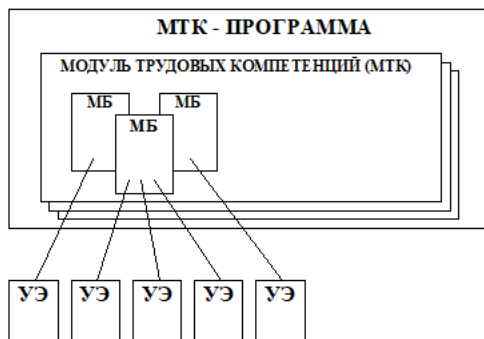 МТК - ПРОГРАММА
МОДУЛЬ ТРУДОВЫХ КОМПЕТЕНЦИЙ (МТК)
МБ МБ
МБ
УЭ УЭ УЭ УЭ УЭ